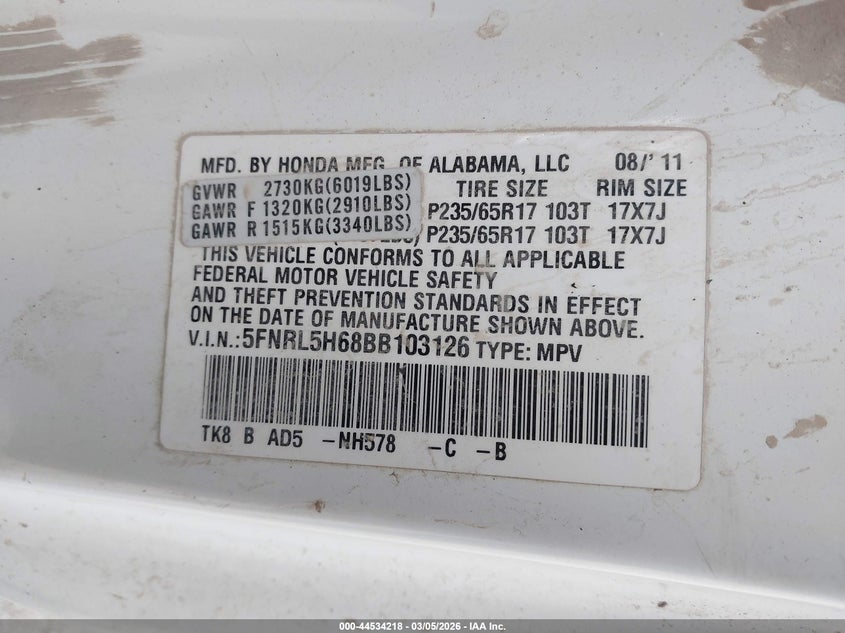 MFD. BY HONDA MFG. OF ALABAMA, LLC 08/'11
GVWR 2730KG(6019LBS) TIRE SIZE RIM SIZE
GAWR F 1320KG(2910LBS) P235/65R17 103T 17X7J
GAWR R 1515KG(3340LBS) P235/65R17 103T 17X7J
THIS VEHICLE CONFORMS TO ALL APPLICABLE
FEDERAL MOTOR VEHICLE SAFETY
AND THEFT PREVENTION STANDARDS IN EFFECT
ON THE DATE OF MANUFACTURE SHOWN ABOVE.
V.I.N.:5FNRL5H68BB103126 TYPE: MPV
TK8 B AD5 -NH578 -C -B
000-44534218 - 03/05/2026 - IAA Inc.